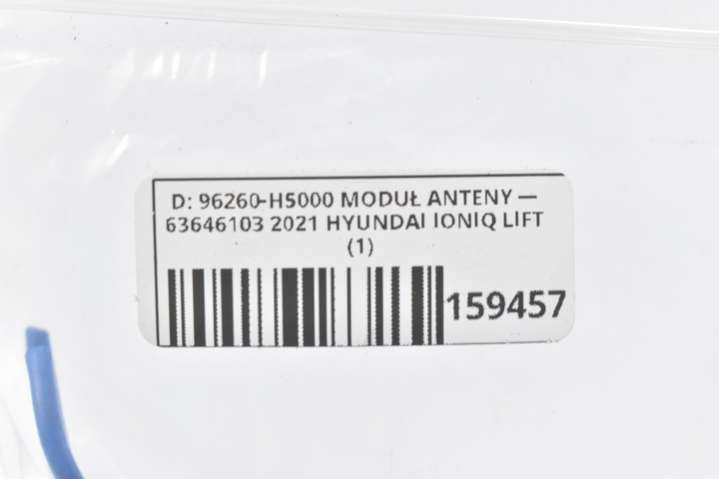 D: 96260-H5000 MODUŁ ANTENY —
63646103 2021 HYUNDAI IONIQ LIFT
(1)
159457